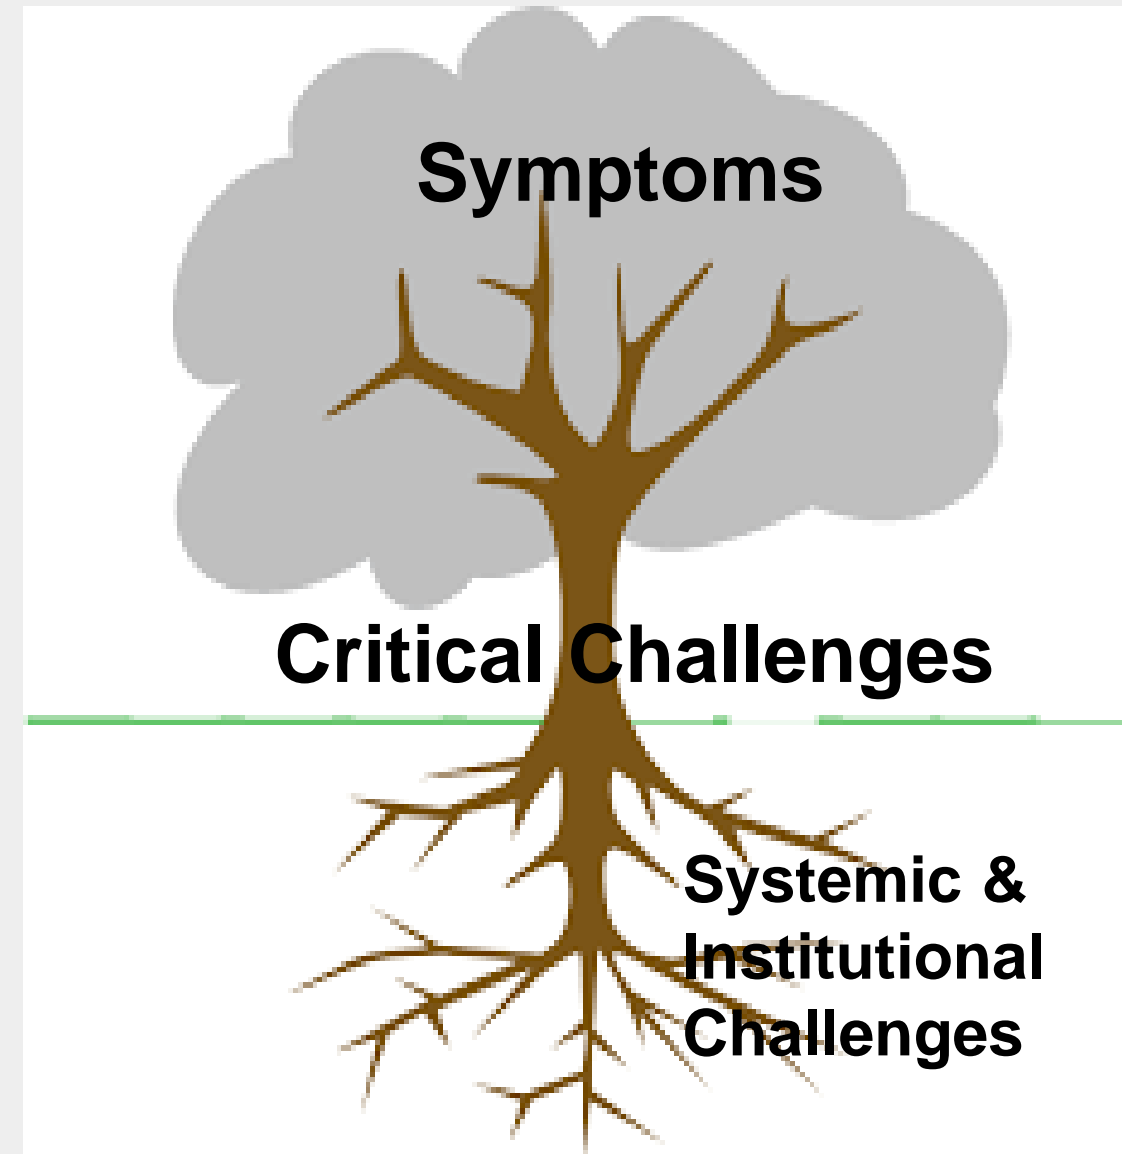 Symptoms
Critical Challenges
Systemic &
Institutional
Challenges